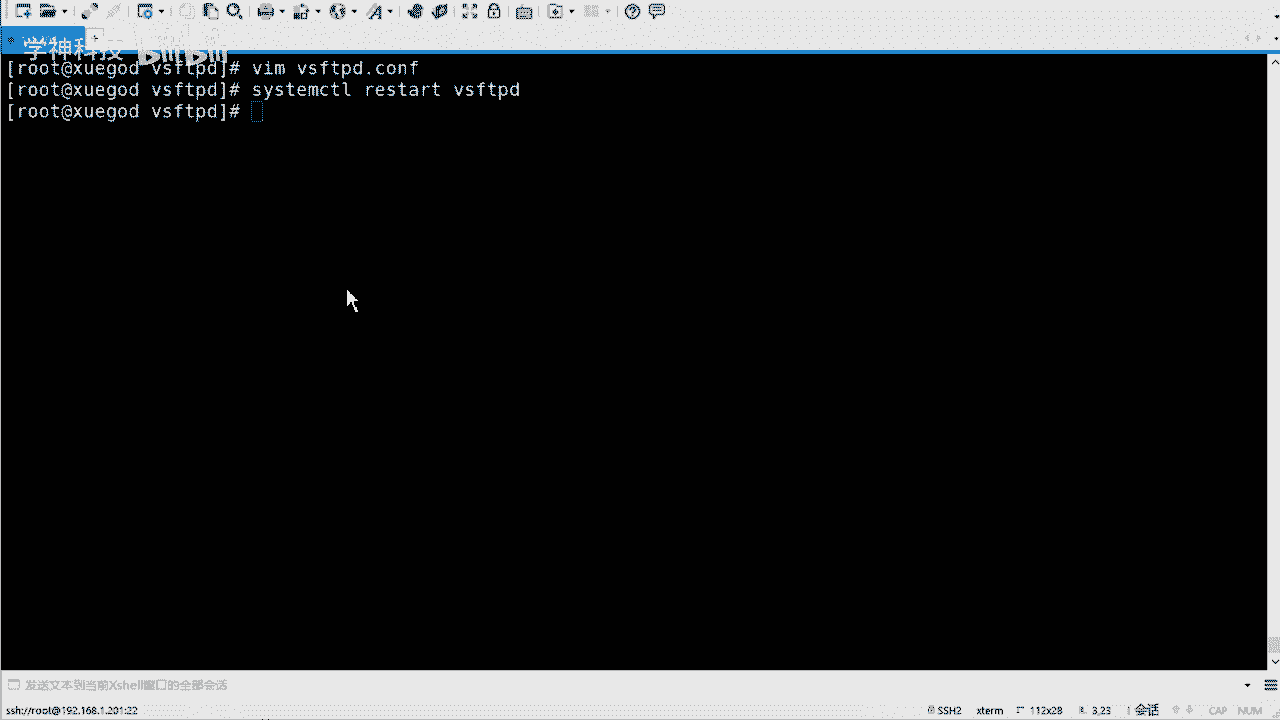 学神科技 bilibili
[root@xuegod vsftpd]# vim vsftpd.conf
[root@xuegod vsftpd]# systemctl restart vsftpd
[root@xuegod vsftpd]#
发送文本到当前Xshell窗口的全部会话
ssh://root@192.168.1.201:22 SSH2 xterm 112x28 3,23 1 会话 CAP NUM